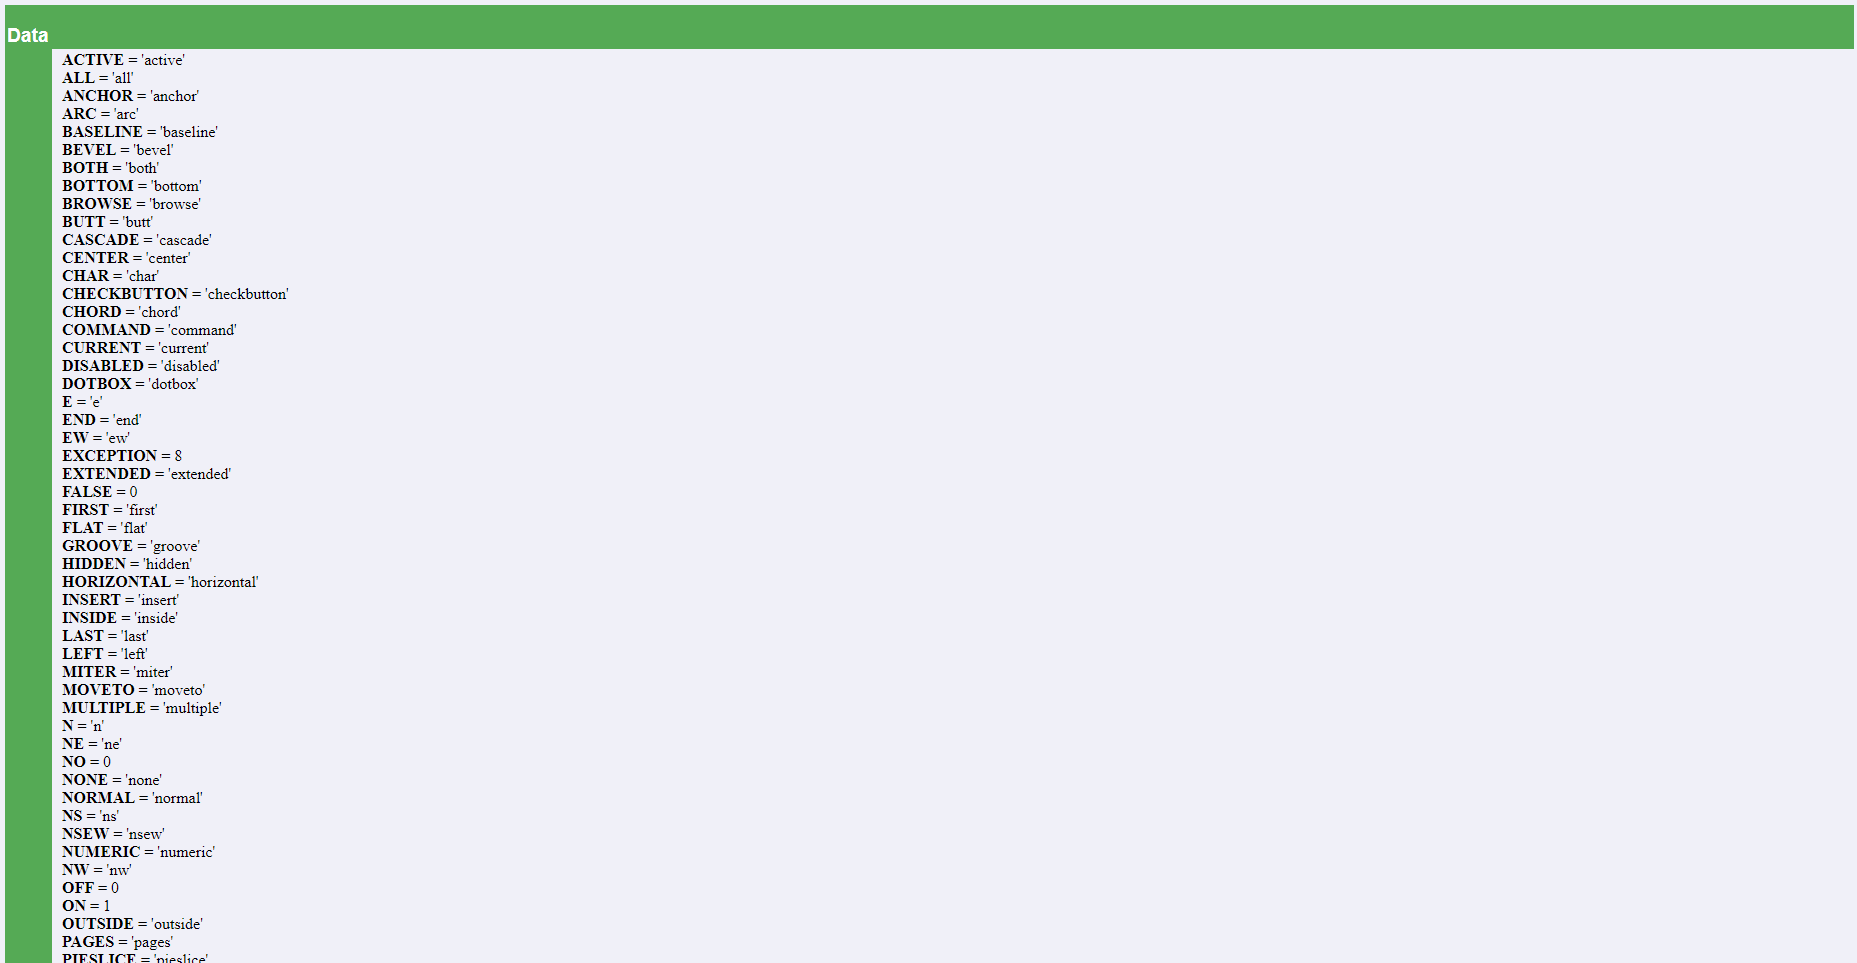 Data
ACTIVE = 'active'
ALL = 'all'
ANCHOR = 'anchor'
ARC = 'arc'
BASELINE = 'baseline'
BEVEL = 'bevel'
BOTH = 'both'
BOTTOM = 'bottom'
BROWSE = 'browse'
BUTT = 'butt'
CASCADE = 'cascade'
CENTER = 'center'
CHAR = 'char'
CHECKBUTTON = 'checkbutton'
CHORD = 'chord'
COMMAND = 'command'
CURRENT = 'current'
DISABLED = 'disabled'
DOTBOX = 'dotbox'
E = 'e'
END = 'end'
EW = 'ew'
EXCEPTION = 8
EXTENDED = 'extended'
FALSE = 0
FIRST = 'first'
FLAT = 'flat'
GROOVE = 'groove'
HIDDEN = 'hidden'
HORIZONTAL = 'horizontal'
INSERT = 'insert'
INSIDE = 'inside'
LAST = 'last'
LEFT = 'left'
MITER = 'miter'
MOVETO = 'moveto'
MULTIPLE = 'multiple'
N = 'n'
NE = 'ne'
NO = 0
NONE = 'none'
NORMAL = 'normal'
NS = 'ns'
NSEW = 'nsew'
NUMERIC = 'numeric'
NW = 'nw'
OFF = 0
ON = 1
OUTSIDE = 'outside'
PAGES = 'pages'
PIESLICE = 'pieslice'